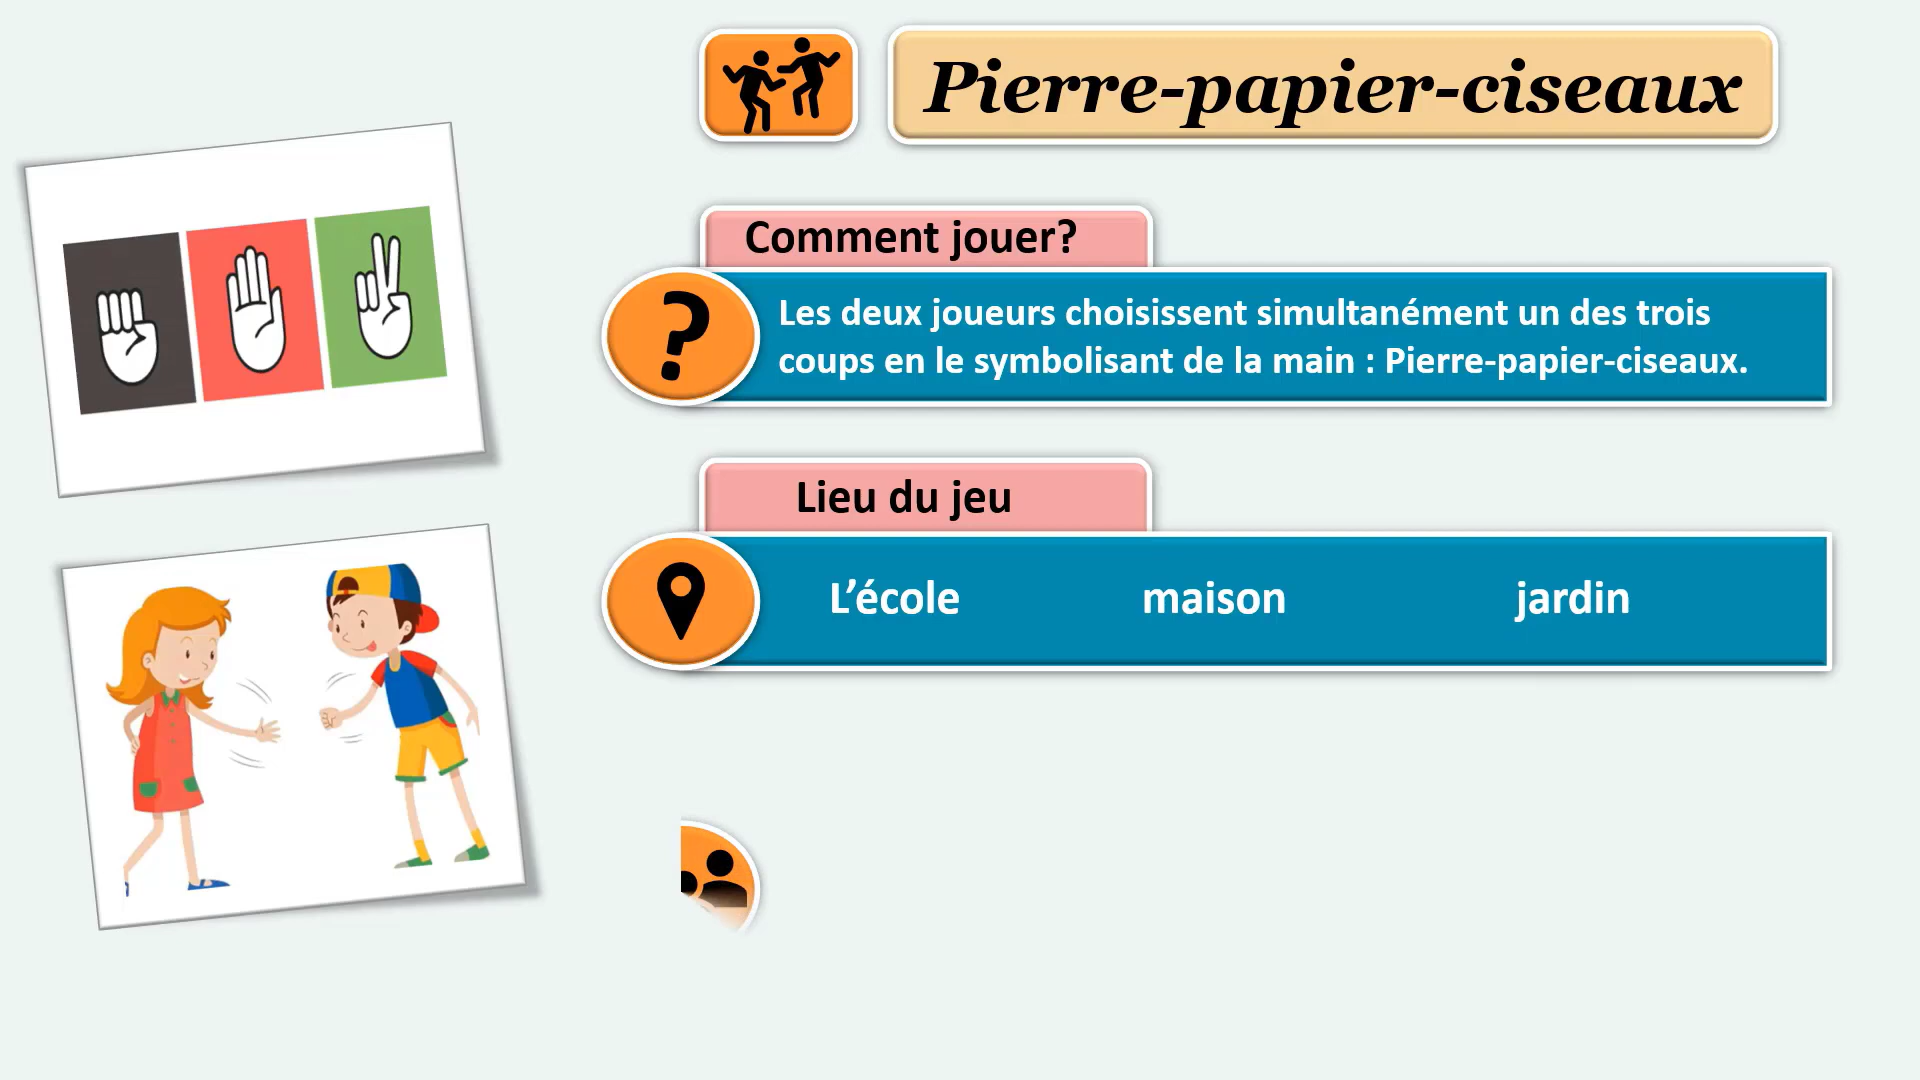 Pierre-papier-ciseaux
Comment jouer?
Les deux joueurs choisissent simultanément un des trois
coups en le symbolisant de la main : Pierre-papier-ciseaux.
Lieu du jeu
L’école maison jardin